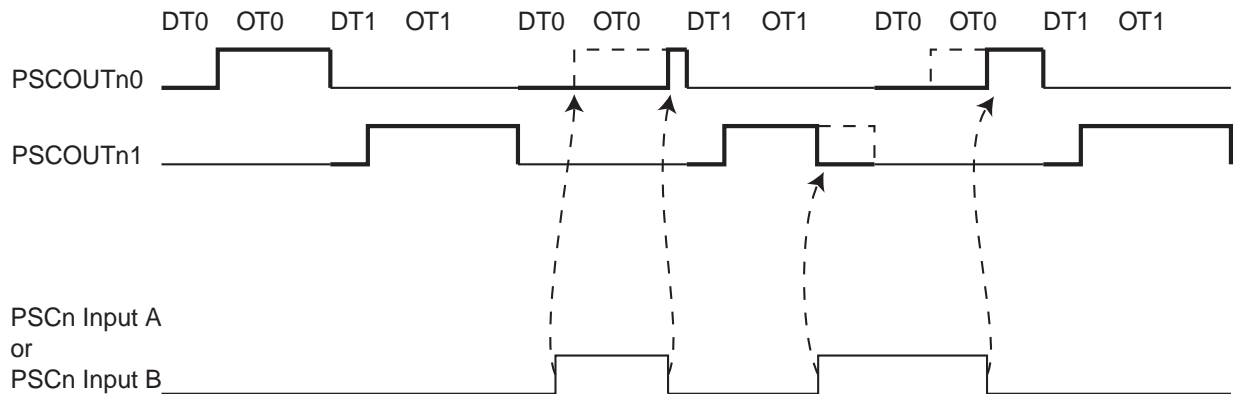 DT0 OT0 DT1 OT1 DT0 OT0 DT1 OT1 DT0 OT0 DT1 OT1
PSCOUTn0
PSCOUTn1
PSCn Input A
or
PSCn Input B